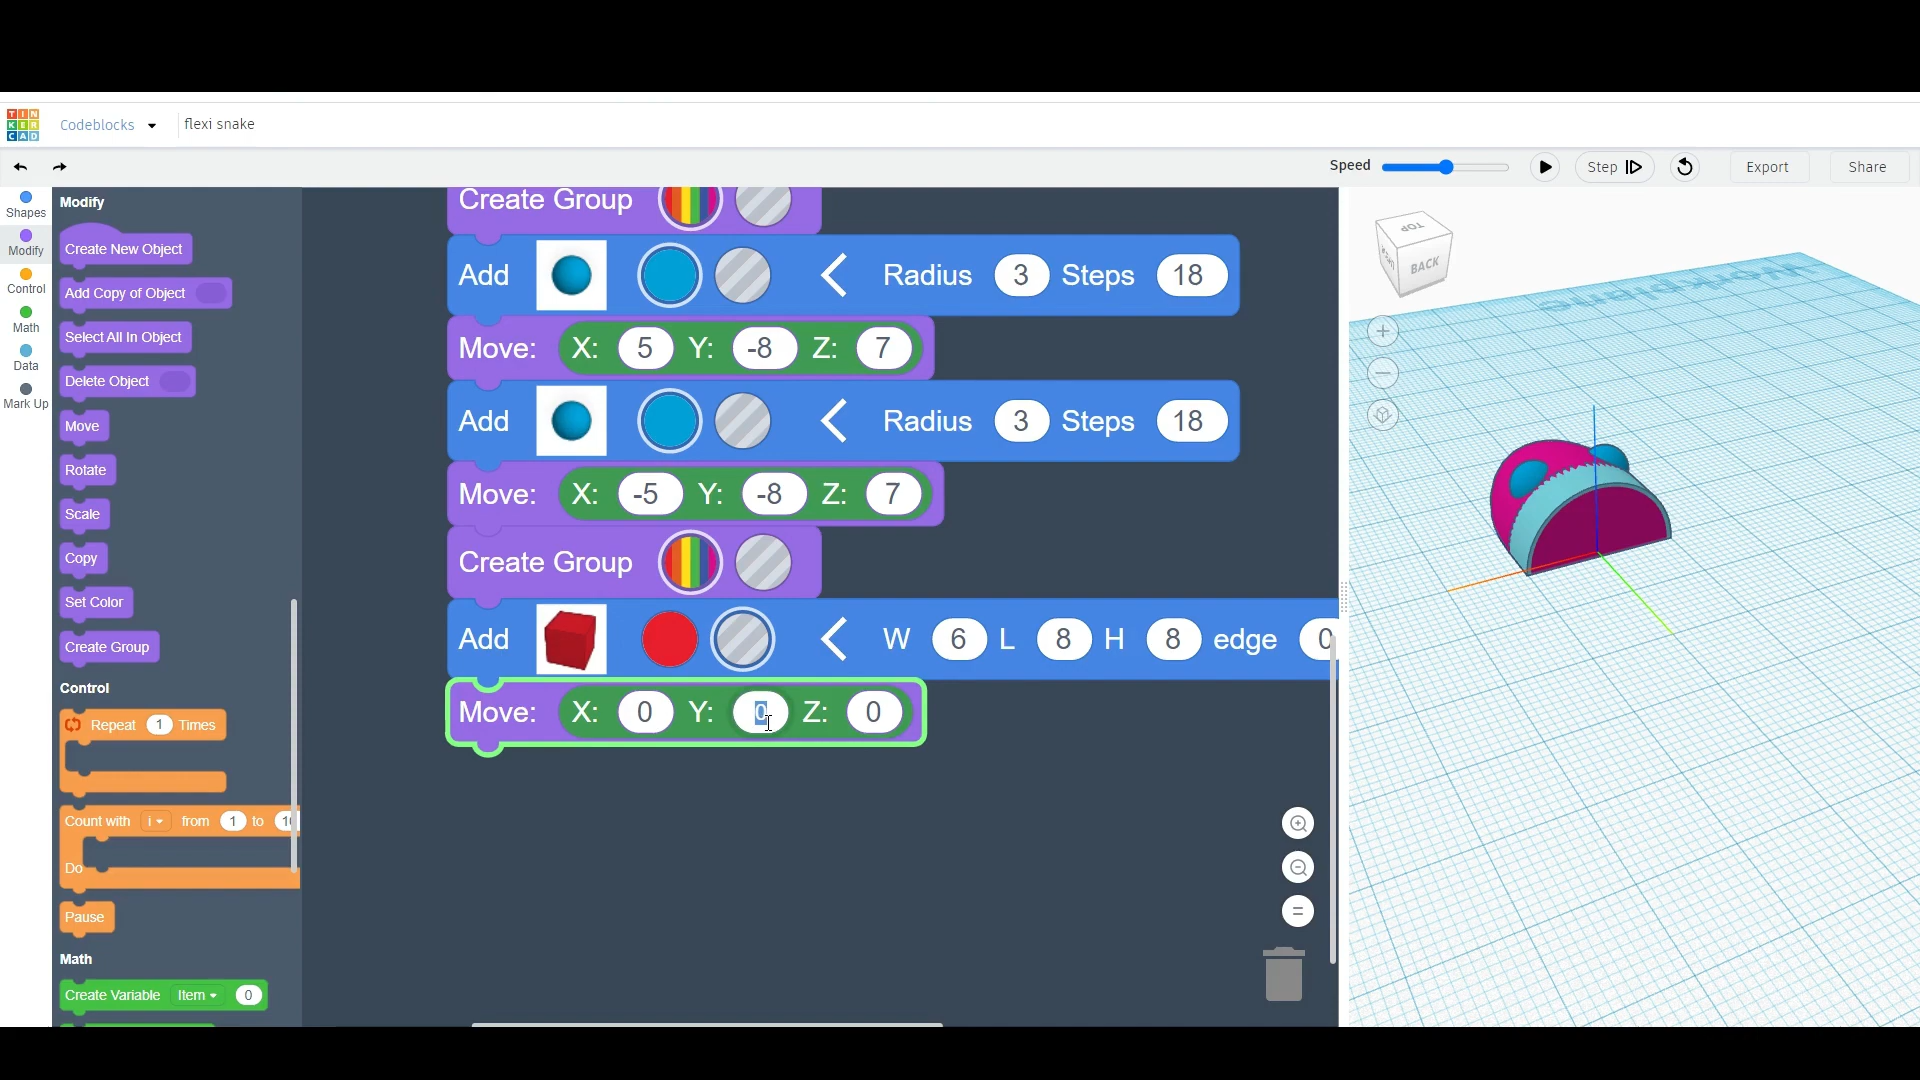 TIN
KER
CAD
Codeblocks
flexi snake
Speed
Step
Export
Share
Shapes
Modify
Control
Math
Data
Mark Up
Modify
Create New Object
Add Copy of Object
Select All In Object
Delete Object
Move
Rotate
Scale
Copy
Set Color
Create Group
Control
Repeat 1 Times
Count with i from 1 to 10
Do
Pause
Math
Create Variable Item 0
Create Group
Add Radius 3 Steps 18
Move: X: 5 Y: -8 Z: 7
Add Radius 3 Steps 18
Move: X: -5 Y: -8 Z: 7
Create Group
Add W 6 L 8 H 8 edge 0
Move: X: 0 Y: 0 Z: 0
TOP
BACK
Workplane